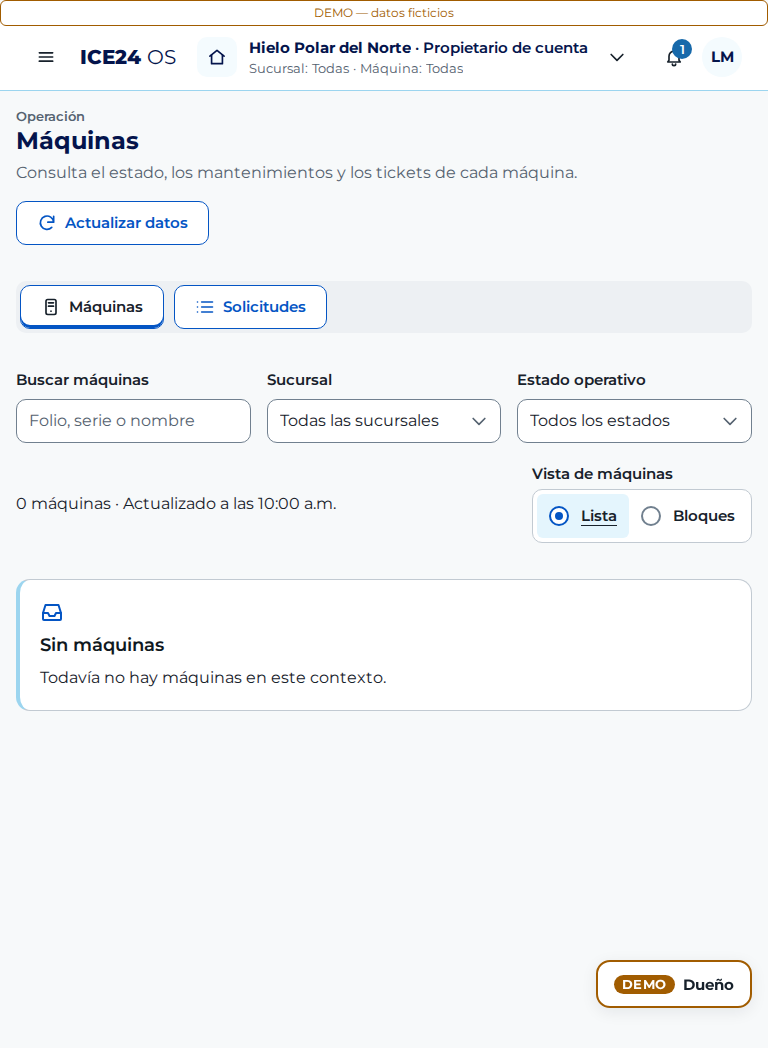 DEMO — datos ficticios
ICE24 OS
Hielo Polar del Norte · Propietario de cuenta
Sucursal: Todas · Máquina: Todas
1
LM
Operación
Máquinas
Consulta el estado, los mantenimientos y los tickets de cada máquina.
Actualizar datos
Máquinas
Solicitudes
Buscar máquinas
Sucursal
Estado operativo
Folio, serie o nombre
Todas las sucursales
Todos los estados
Vista de máquinas
0 máquinas · Actualizado a las 10:00 a.m.
Lista
Bloques
Sin máquinas
Todavía no hay máquinas en este contexto.
DEMO Dueño